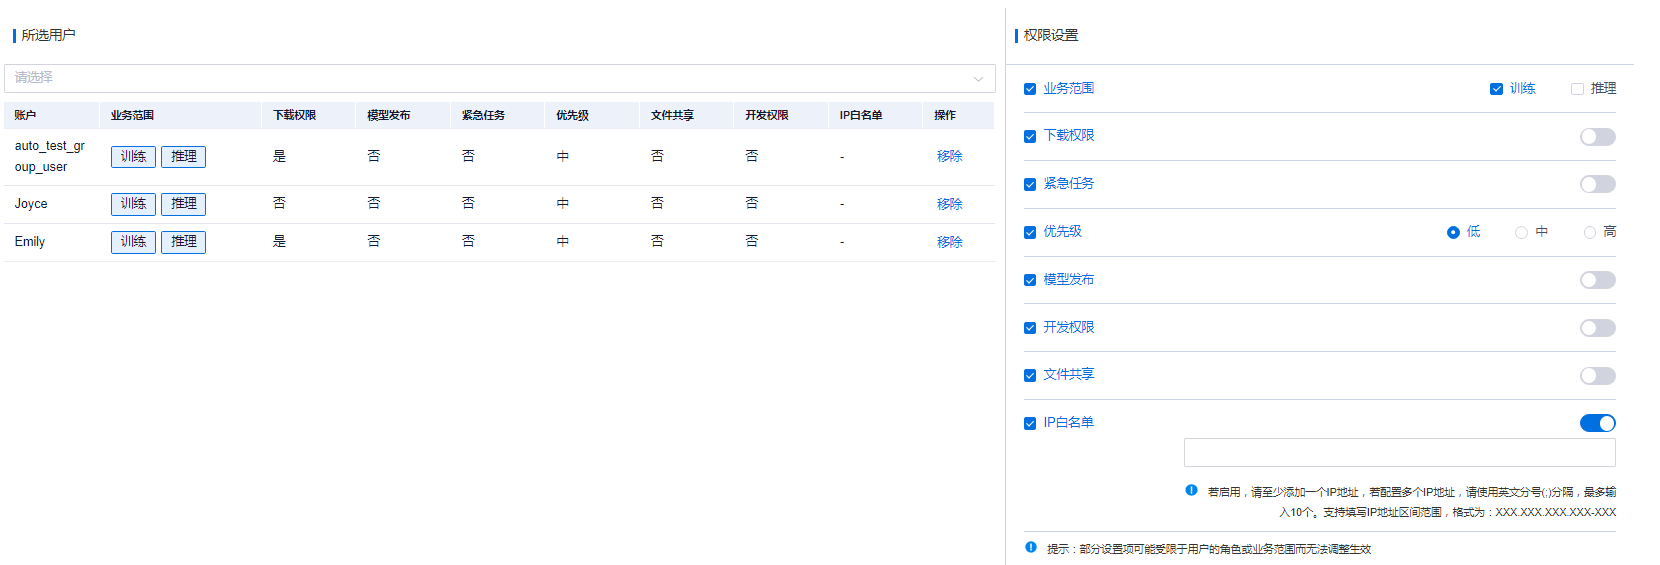 所选用户
请选择
账户 业务范围 下载权限 模型发布 紧急任务 优先级 文件共享 开发权限 IP白名单 操作
auto_test_gr
oup_user 训练 推理 是 否 否 中 否 否 - 移除
Joyce 训练 推理 否 否 否 中 否 否 - 移除
Emily 训练 推理 是 否 否 中 否 否 - 移除
权限设置
业务范围 训练 推理
下载权限
紧急任务
优先级 低 中 高
模型发布
开发权限
文件共享
IP白名单
若启用，请至少添加一个IP地址，若配置多个IP地址，请使用英文分号(;)分隔，最多输
入10个。支持填写IP地址区间范围，格式为：XXX.XXX.XXX.XXX-XXX
提示：部分设置项可能受限于用户的角色或业务范围而无法调整生效